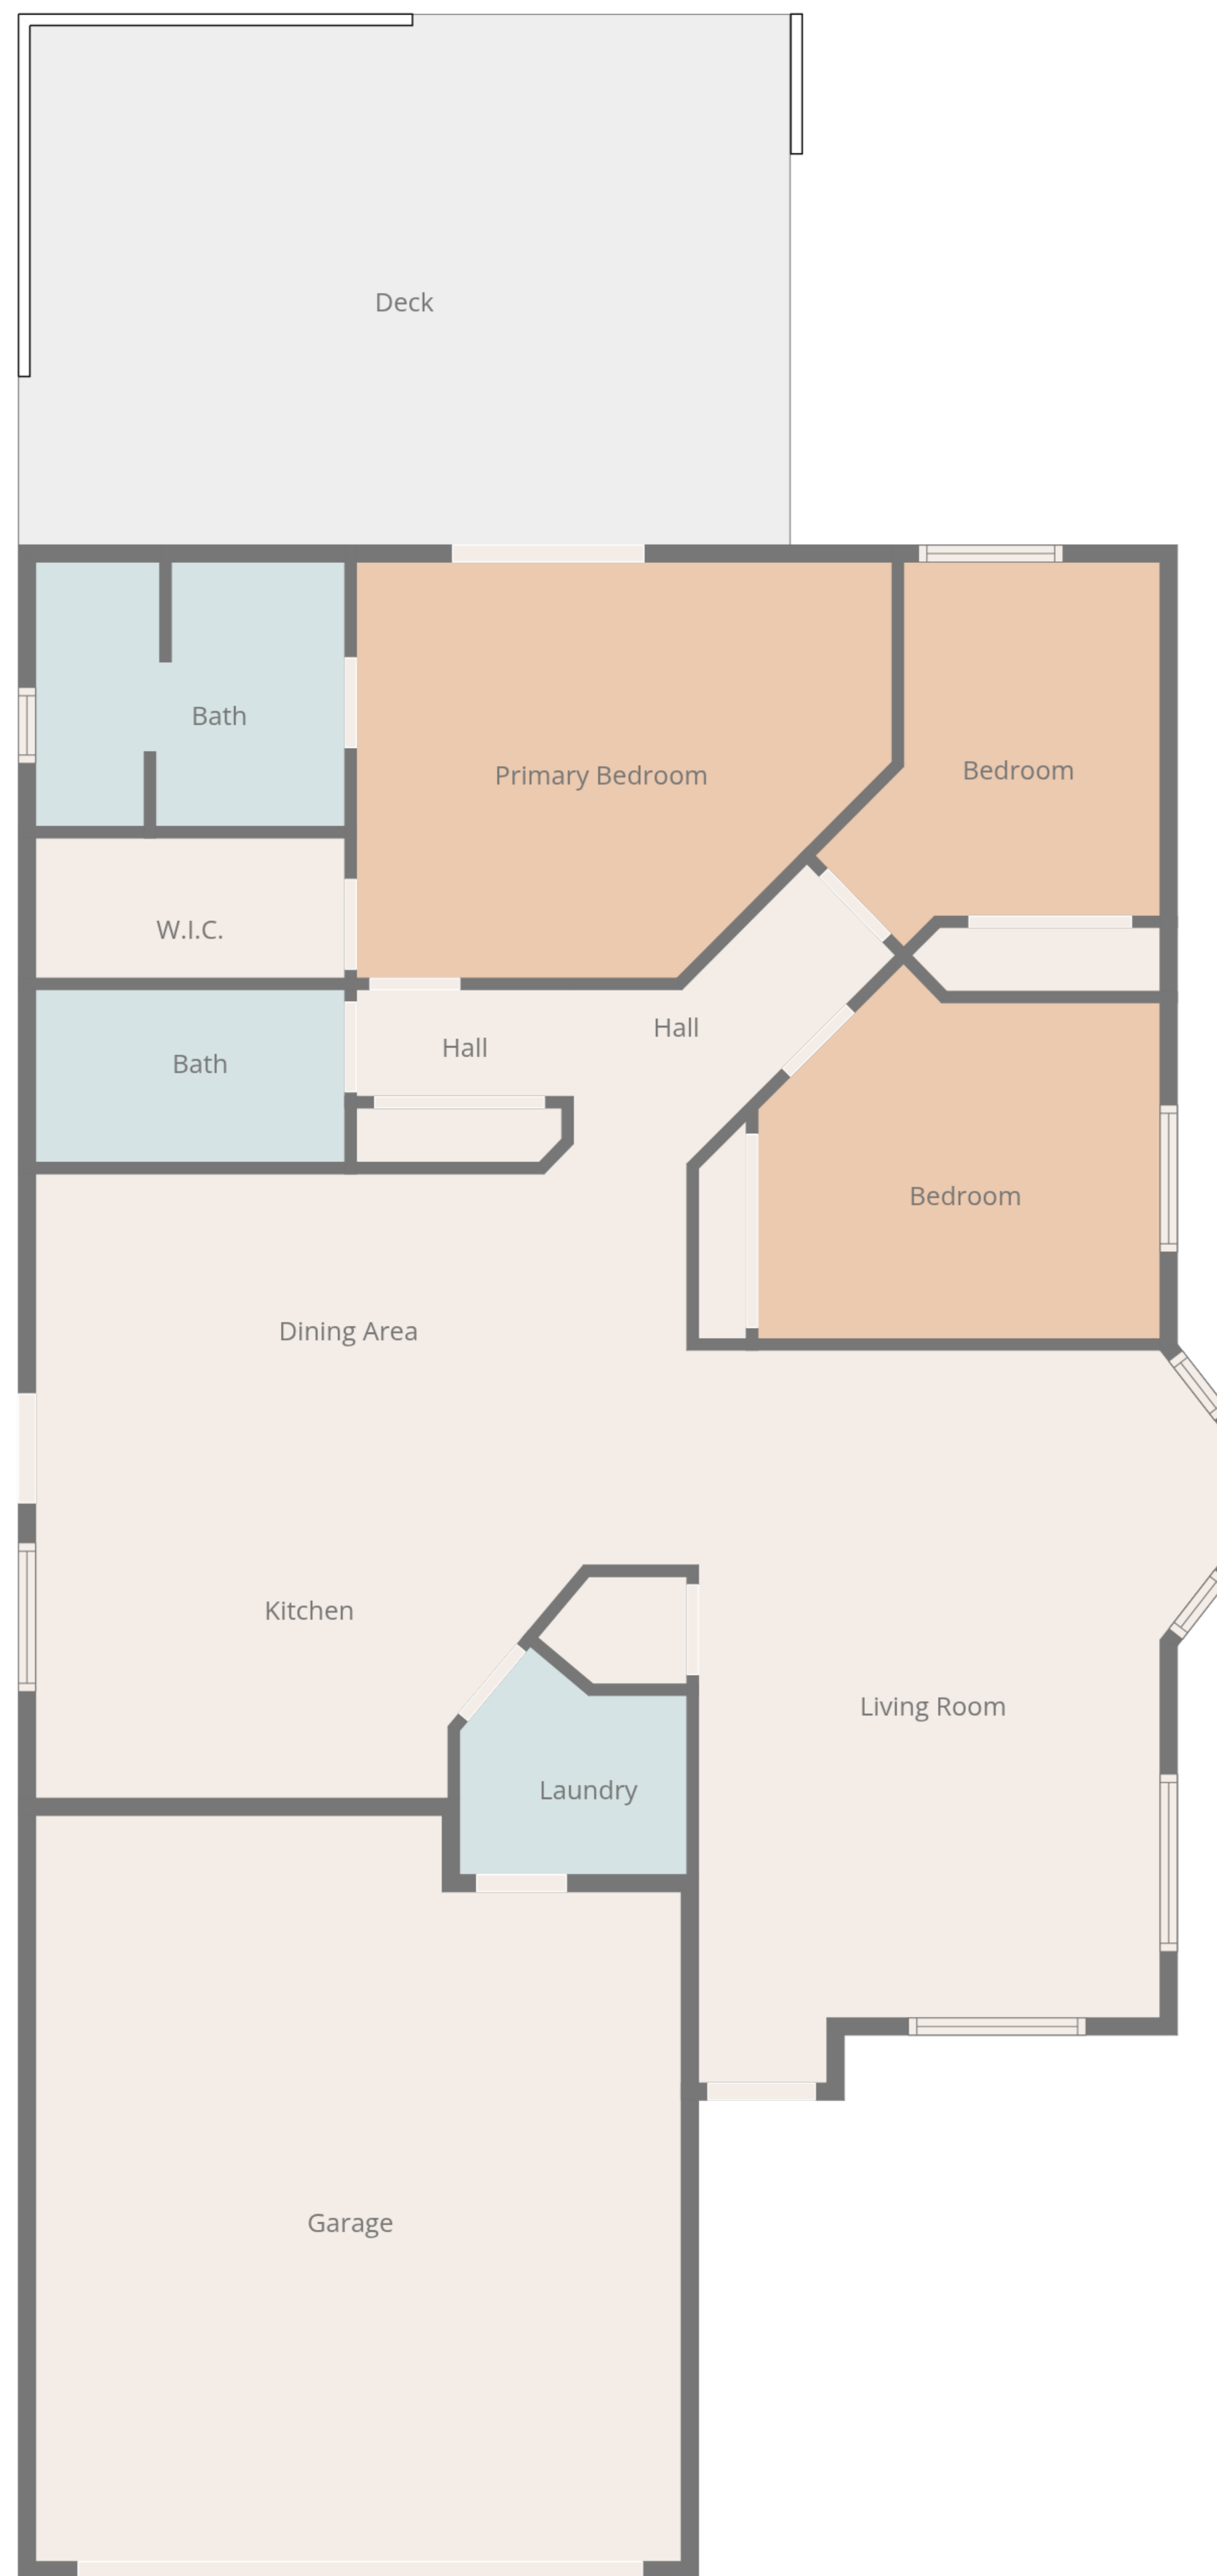 Deck
Bath
Primary Bedroom
Bedroom
W.I.C.
Hall
Hall
Bath
Bedroom
Dining Area
Kitchen
Living Room
Laundry
Garage